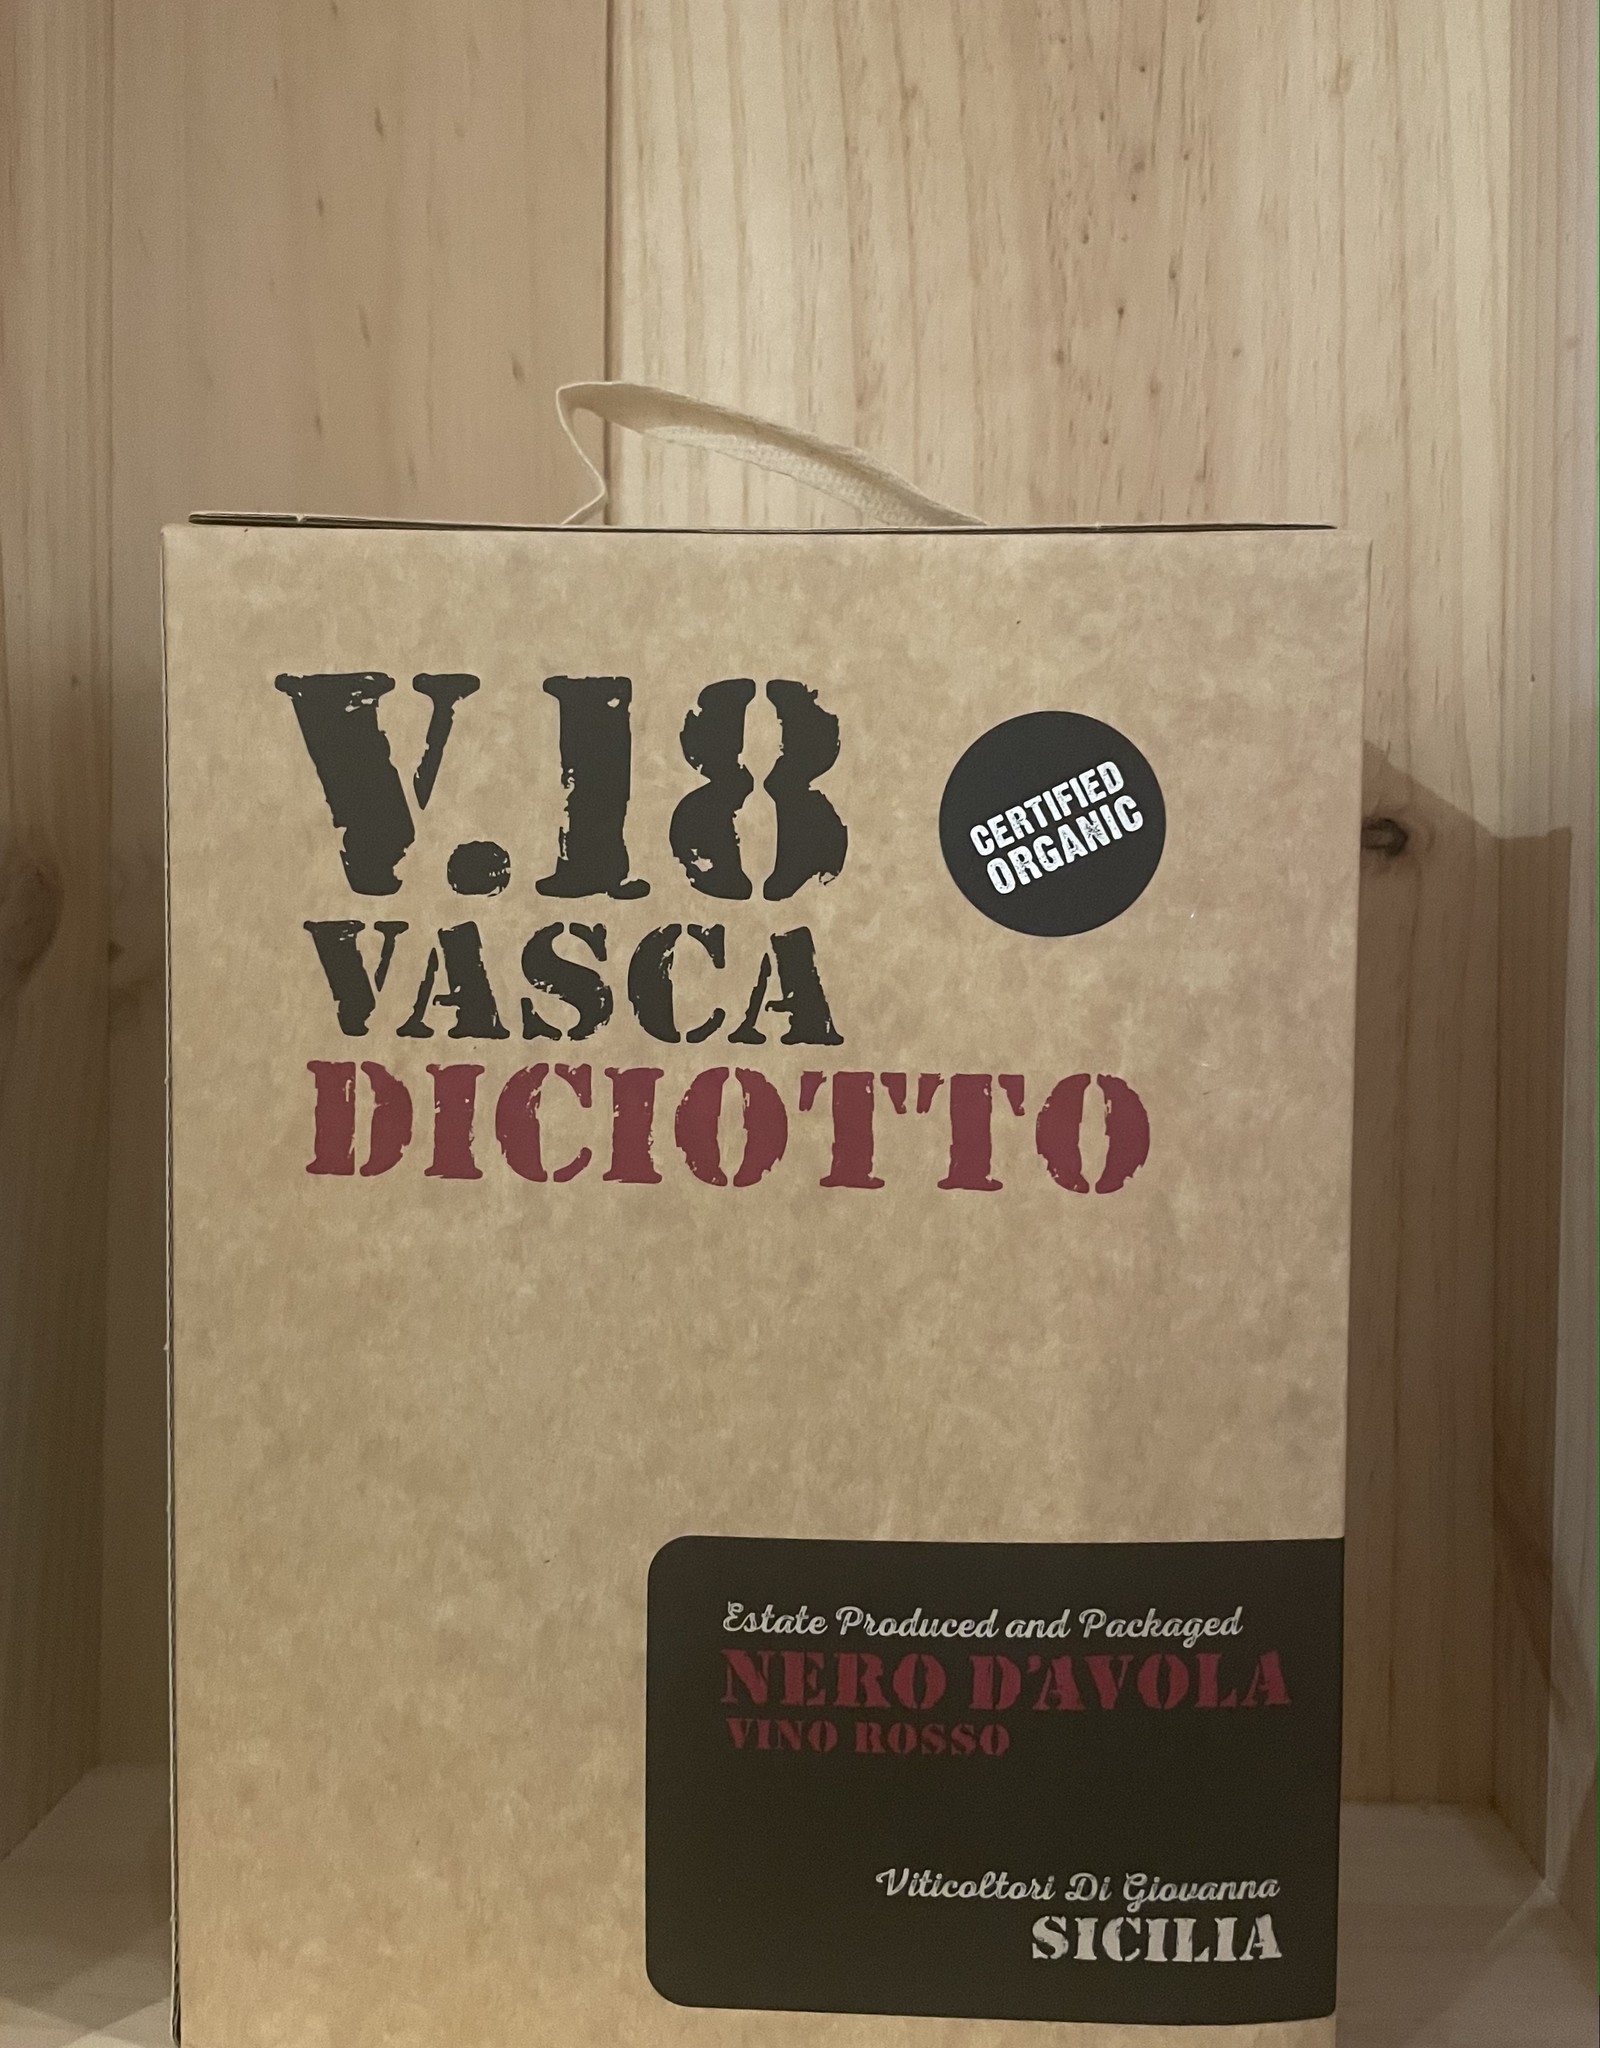 V.18
VASCA
DICIOTTO
CERTIFIED
ORGANIC
Estate Produced and Packaged
NERO D'AVOLA
VINO ROSSO
Viticoltori Di Giovanna
SICILIA